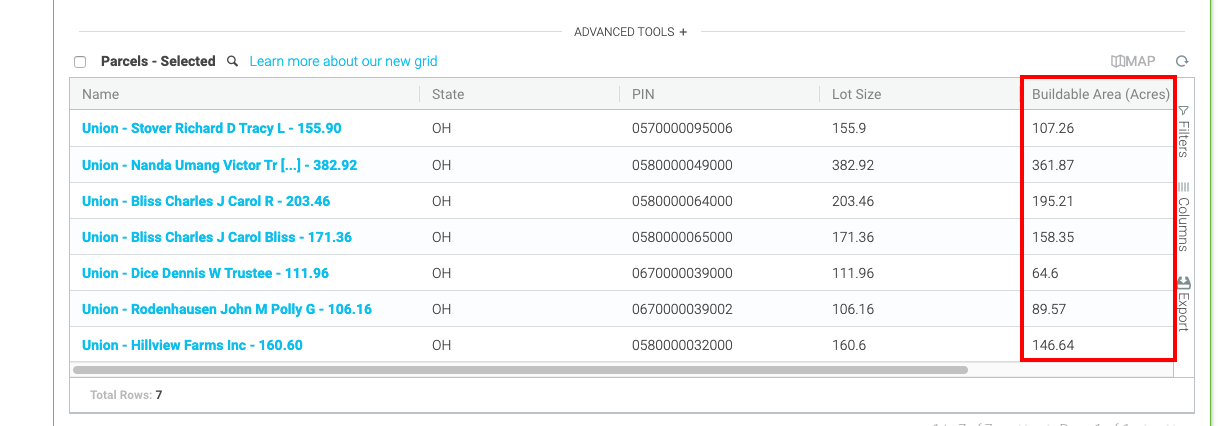 ADVANCED TOOLS +
Parcels - Selected Learn more about our new grid MAP
Name State PIN Lot Size Buildable Area (Acres)
Union - Stover Richard D Tracy L - 155.90 OH 0570000095006 155.9 107.26
Union - Nanda Umang Victor Tr [...] - 382.92 OH 0580000049000 382.92 361.87
Union - Bliss Charles J Carol R - 203.46 OH 0580000064000 203.46 195.21
Union - Bliss Charles J Carol Bliss - 171.36 OH 0580000065000 171.36 158.35
Union - Dice Dennis W Trustee - 111.96 OH 0670000039000 111.96 64.6
Union - Rodenhausen John M Polly G - 106.16 OH 0670000039002 106.16 89.57
Union - Hillview Farms Inc - 160.60 OH 0580000032000 160.6 146.64
Filters
Columns
Export
Total Rows: 7